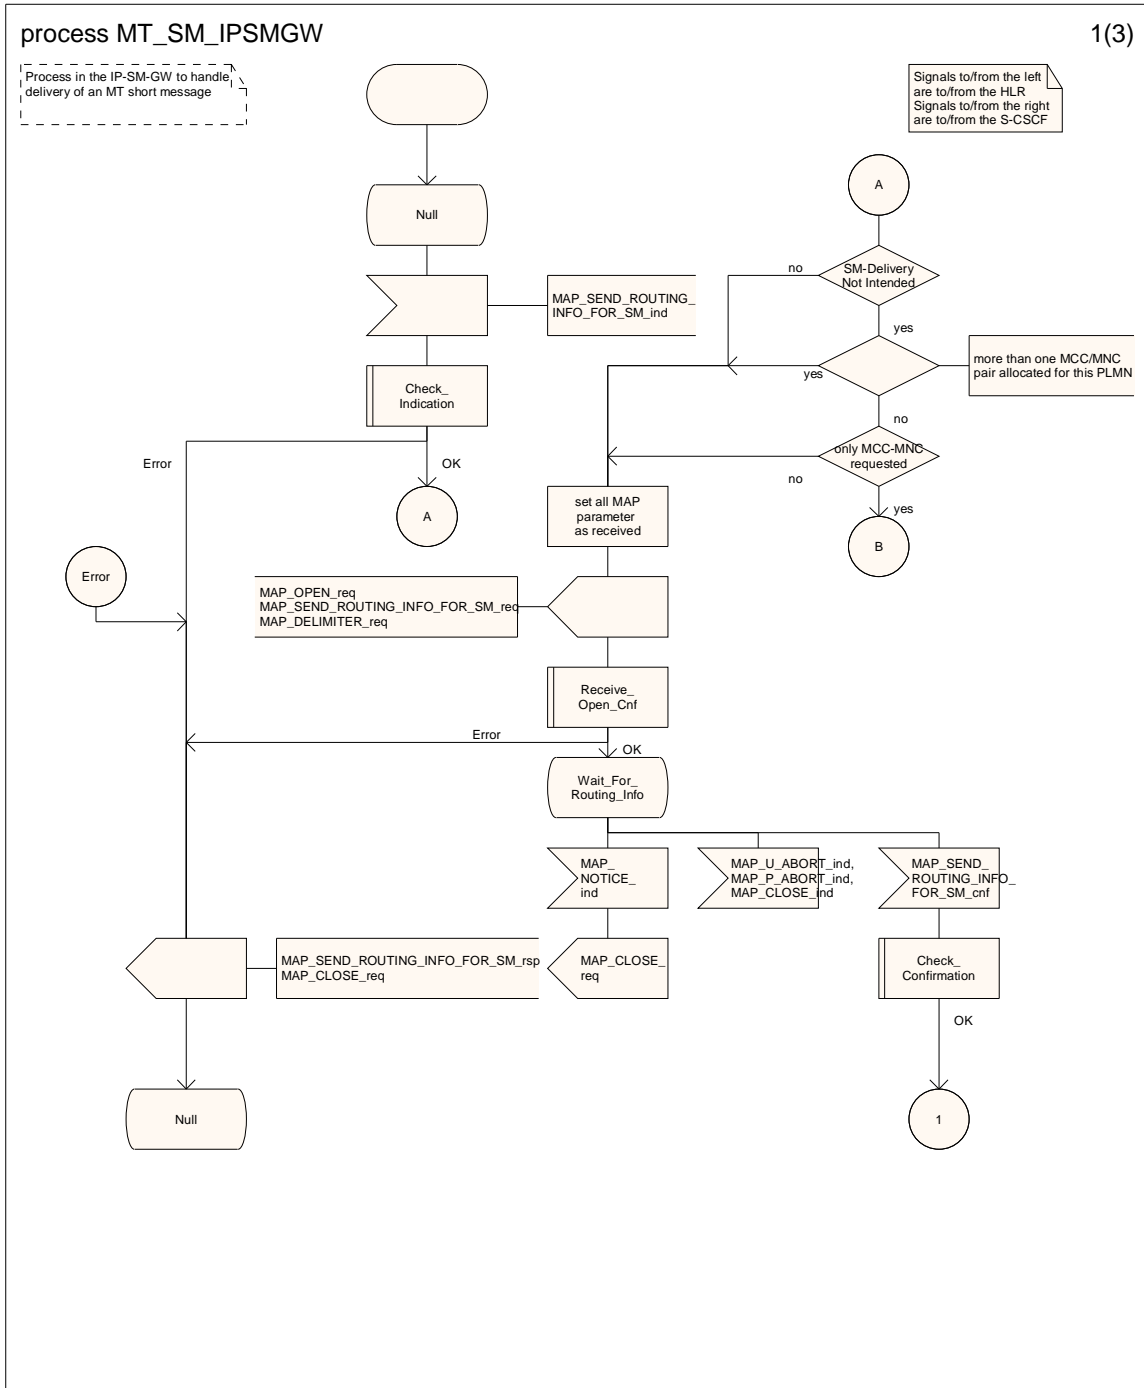 process MT_SM_IPSMGW
1(3)
Process in the IP-SM-GW to handle
delivery of an MT short message
Signals to/from the left
are to/from the HLR
Signals to/from the right
are to/from the S-CSCF
A
Null
SM-Delivery
Not Intended
no
yes
MAP_SEND_ROUTING_
INFO_FOR_SM_ind
more than one MCC/MNC
pair allocated for this PLMN
yes
no
Check_
Indication
Error
OK
only MCC-MNC
requested
no
yes
A
set all MAP
parameter
as received
B
Error
MAP_OPEN_req
MAP_SEND_ROUTING_INFO_FOR_SM_req
MAP_DELIMITER_req
Receive_
Open_Cnf
Error
OK
Wait_For_
Routing_Info
MAP_
NOTICE_
ind
MAP_U_ABORT_ind,
MAP_P_ABORT_ind,
MAP_CLOSE_ind
MAP_SEND_
ROUTING_INFO_
FOR_SM_cnf
MAP_SEND_ROUTING_INFO_FOR_SM_rsp
MAP_CLOSE_req
MAP_CLOSE_
req
Check_
Confirmation
OK
Null
1